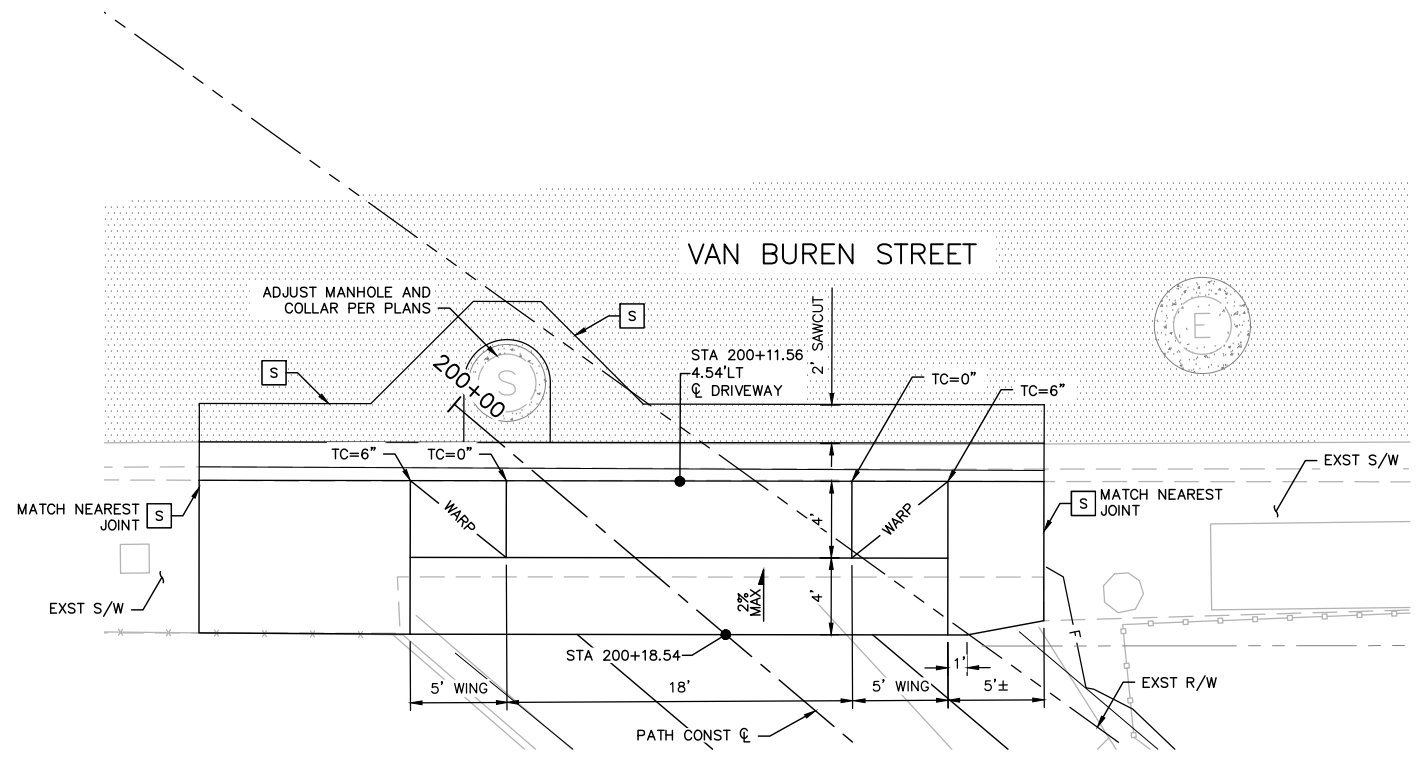 VAN BUREN STREET
ADJUST MANHOLE AND
COLLAR PER PLANS
S
S
E
S
200+00
STA 200+11.56
4.54'LT
℄ DRIVEWAY
2' SAWCUT
TC=0"
TC=6"
TC=6"
TC=0"
EXST S/W
MATCH NEAREST
JOINT
S
WARP
WARP
4'
S
MATCH NEAREST
JOINT
EXST S/W
2%
MAX
4'
F
STA 200+18.54
1'
5' WING
18'
5' WING
5'±
EXST R/W
PATH CONST ℄